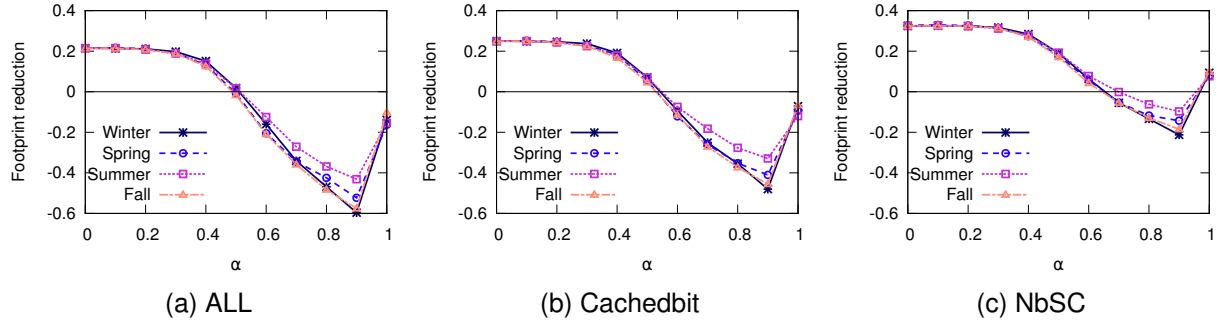 Footprint reduction
0.4
0.2
0
-0.2
-0.4
-0.6
Winter
Spring
Summer
Fall
0 0.2 0.4 0.6 0.8 1
α
(a) ALL
Footprint reduction
0.4
0.2
0
-0.2
-0.4
-0.6
Winter
Spring
Summer
Fall
0 0.2 0.4 0.6 0.8 1
α
(b) Cachedbit
Footprint reduction
0.4
0.2
0
-0.2
-0.4
-0.6
Winter
Spring
Summer
Fall
0 0.2 0.4 0.6 0.8 1
α
(c) NbSC